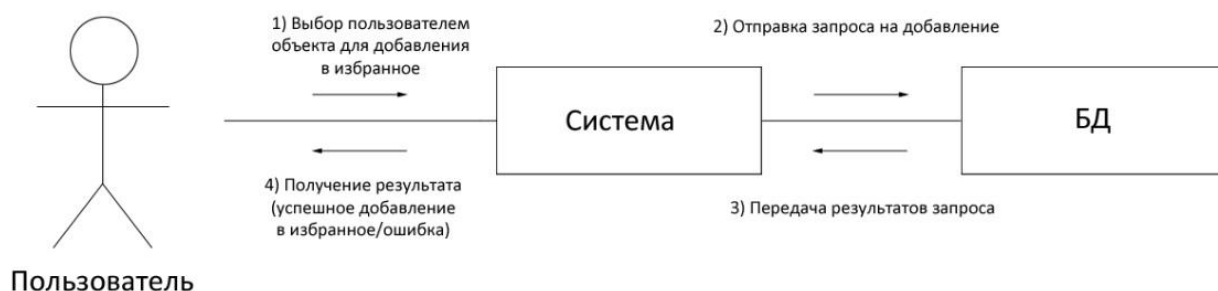 1) Выбор пользователем
объекта для добавления
в избранное
2) Отправка запроса на добавление
Система
БД
4) Получение результата
(успешное добавление
в избранное/ошибка)
3) Передача результатов запроса
Пользователь